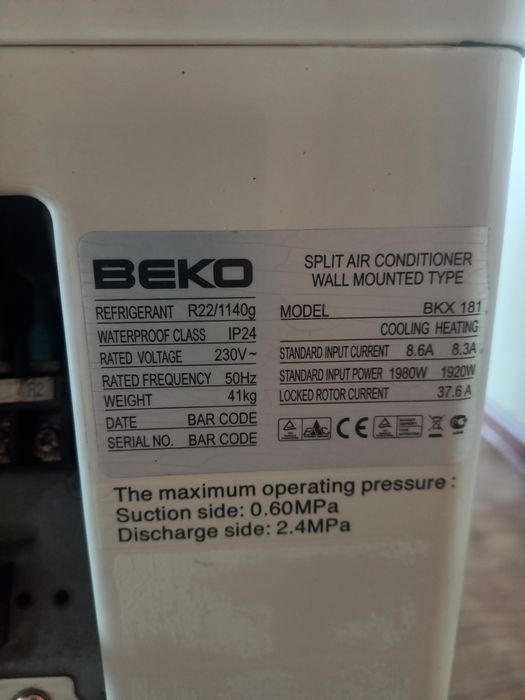 BEKO
SPLIT AIR CONDITIONER
WALL MOUNTED TYPE
REFRIGERANT R22/1140g
WATERPROOF CLASS IP24
RATED VOLTAGE 230V~
RATED FREQUENCY 50Hz
WEIGHT 41kg
DATE BAR CODE
SERIAL NO. BAR CODE
MODEL BKX 181
COOLING HEATING
STANDARD INPUT CURRENT 8.6A 8.3A
STANDARD INPUT POWER 1980W 1920W
LOCKED ROTOR CURRENT 37.6 A
CE
The maximum operating pressure :
Suction side: 0.60MPa
Discharge side: 2.4MPa
R2